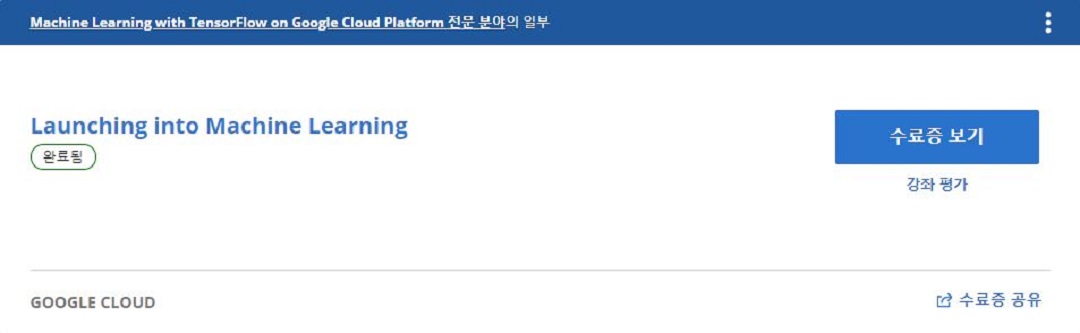 Machine Learning with TensorFlow on Google Cloud Platform 전문 분야의 일부
Launching into Machine Learning
완료됨
수료증 보기
강좌 평가
GOOGLE CLOUD
수료증 공유